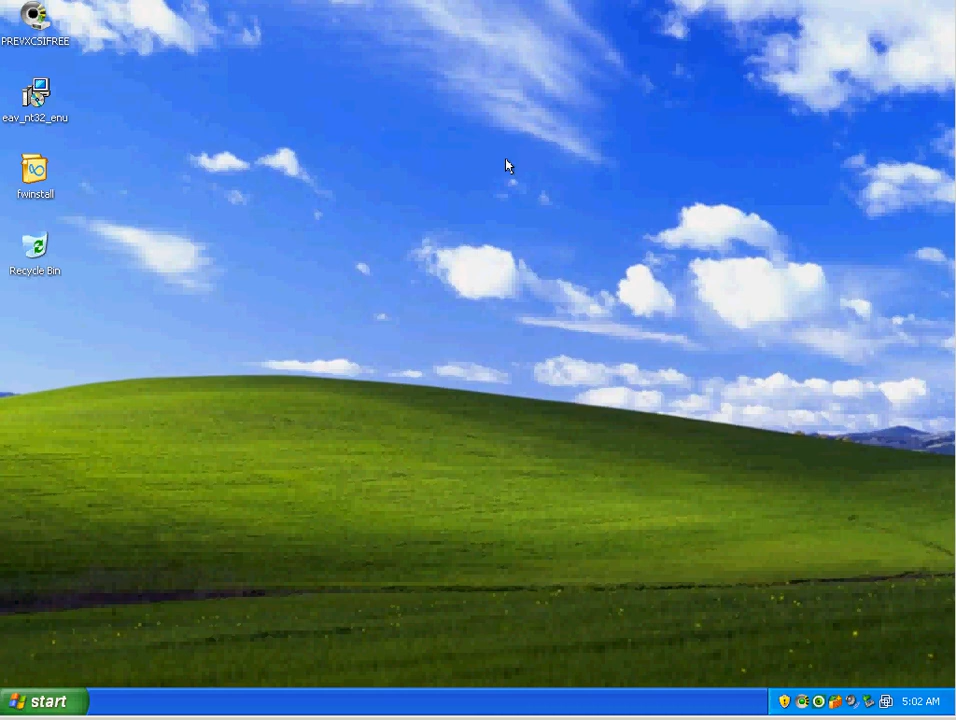 PREVXCSIFREE
eav_nt32_enu
fwinstall
Recycle Bin
start
5:02 AM